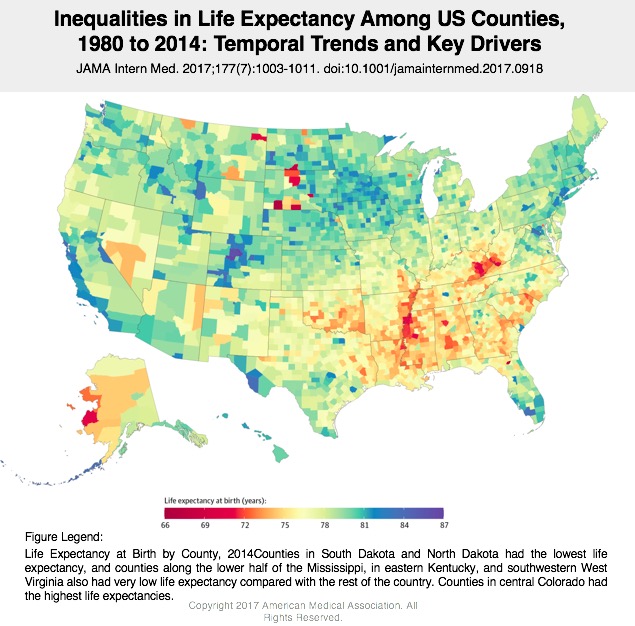 Inequalities in Life Expectancy Among US Counties,
1980 to 2014: Temporal Trends and Key Drivers
JAMA Intern Med. 2017;177(7):1003-1011. doi:10.1001/jamainternmed.2017.0918
Life expectancy at birth (years):
66 69 72 75 78 81 84 87
Figure Legend:
Life Expectancy at Birth by County, 2014Counties in South Dakota and North Dakota had the lowest life
expectancy, and counties along the lower half of the Mississippi, in eastern Kentucky, and southwestern West
Virginia also had very low life expectancy compared with the rest of the country. Counties in central Colorado had
the highest life expectancies.
Copyright 2017 American Medical Association. All
Rights Reserved.